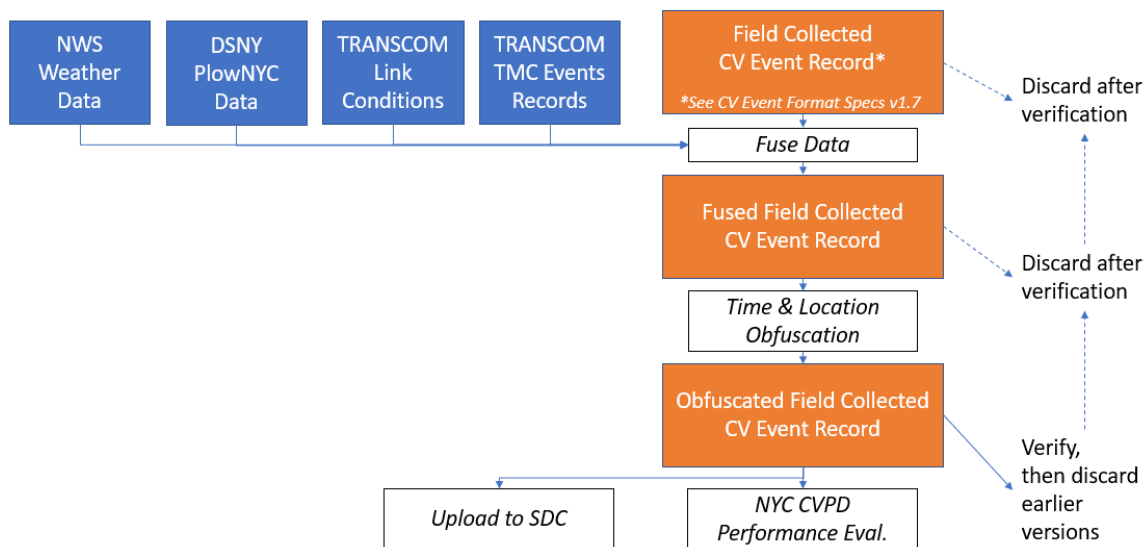 NWS
Weather
Data
DSNY
PlowNYC
Data
TRANSCOM
Link
Conditions
TRANSCOM
TMC Events
Records
Field Collected
CV Event Record*
*See CV Event Format Specs v1.7
Discard after
verification
Fuse Data
Fused Field Collected
CV Event Record
Discard after
verification
Time & Location
Obfuscation
Obfuscated Field Collected
CV Event Record
Verify,
then discard
earlier
versions
Upload to SDC
NYC CVPD
Performance Eval.